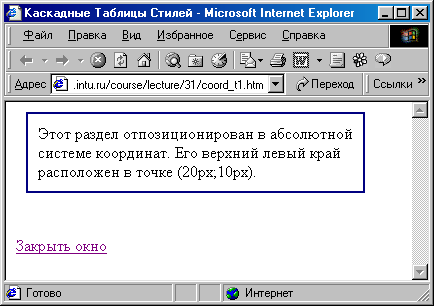 Каскадные Таблицы Стилей - Microsoft Internet Explorer
Файл Правка Вид Избранное Сервис Справка
Адрес .intu.ru/course/lecture/31/coord_t1.htm Переход Ссылки »
Этот раздел отпозиционирован в абсолютной
системе координат. Его верхний левый край
расположен в точке (20px;10px).
Закрыть окно
Готово Интернет